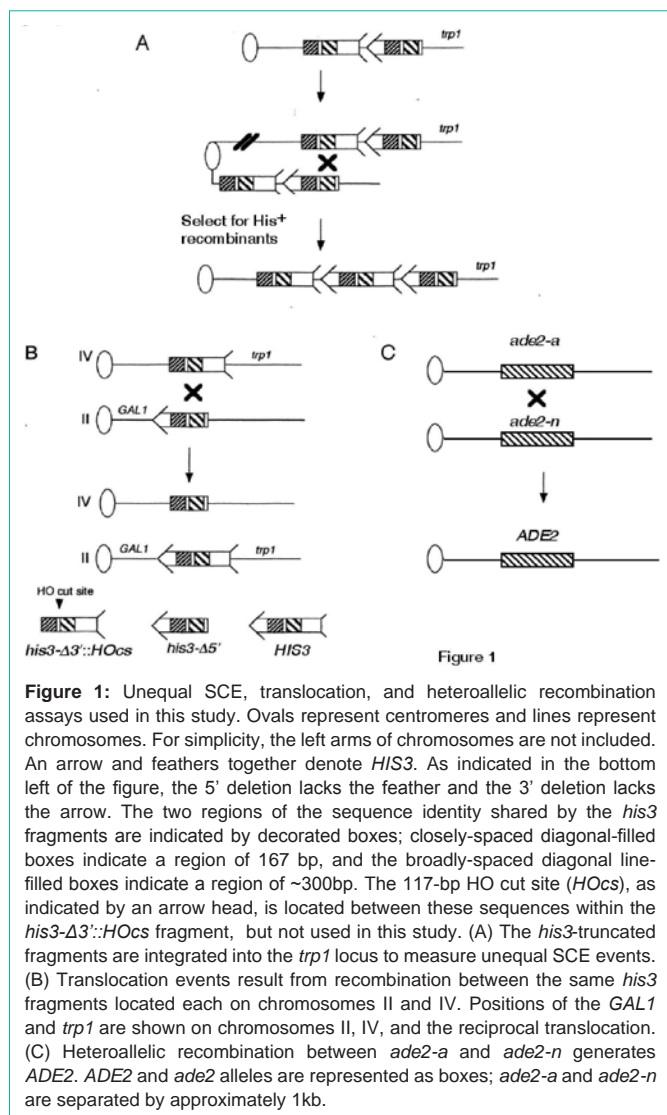 A
trp1
trp1
Select for His+
recombinants
trp1
B
IV
trp1
II
GAL1
IV
II
GAL1
trp1
HO cut site
his3-Δ3'::HOcs
his3-Δ5'
HIS3
C
ade2-a
ade2-n
ADE2
Figure 1
Figure 1: Unequal SCE, translocation, and heteroallelic recombination
assays used in this study. Ovals represent centromeres and lines represent
chromosomes. For simplicity, the left arms of chromosomes are not included.
An arrow and feathers together denote HIS3. As indicated in the bottom
left of the figure, the 5' deletion lacks the feather and the 3' deletion lacks
the arrow. The two regions of the sequence identity shared by the his3
fragments are indicated by decorated boxes; closely-spaced diagonal-filled
boxes indicate a region of 167 bp, and the broadly-spaced diagonal line-
filled boxes indicate a region of ~300bp. The 117-bp HO cut site (HOcs), as
indicated by an arrow head, is located between these sequences within the
his3-Δ3'::HOcs fragment, but not used in this study. (A) The his3-truncated
fragments are integrated into the trp1 locus to measure unequal SCE events.
(B) Translocation events result from recombination between the same his3
fragments located each on chromosomes II and IV. Positions of the GAL1
and trp1 are shown on chromosomes II, IV, and the reciprocal translocation.
(C) Heteroallelic recombination between ade2-a and ade2-n generates
ADE2. ADE2 and ade2 alleles are represented as boxes; ade2-a and ade2-n
are separated by approximately 1kb.